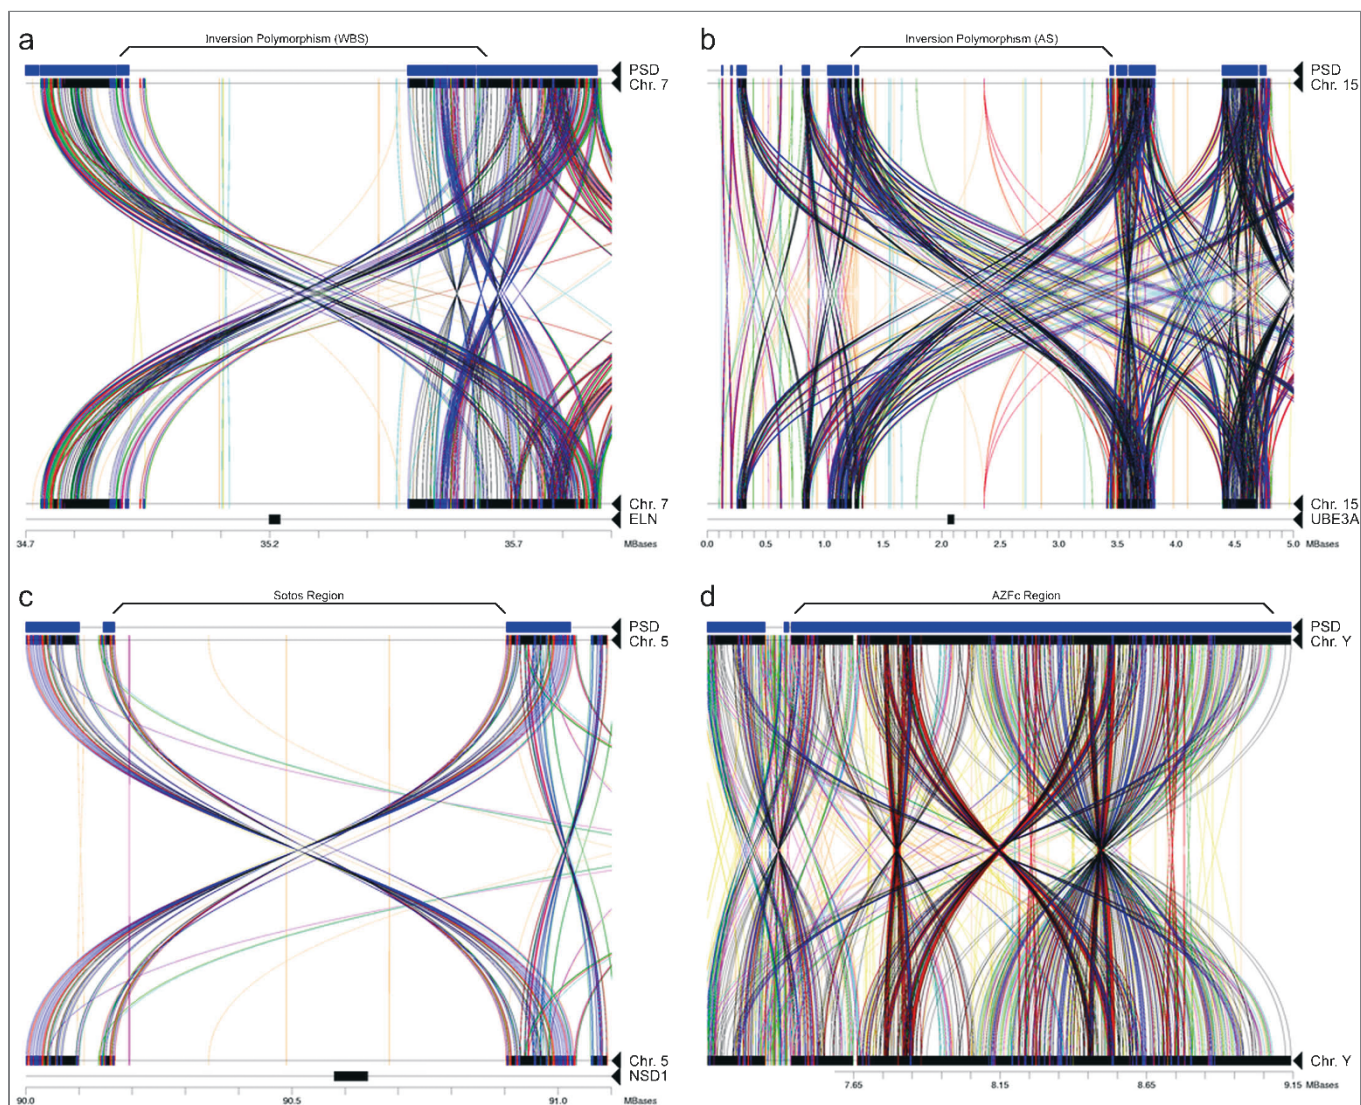 a
Inversion Polymorphism (WBS)
PSD
Chr. 7
Chr. 7
ELN
34.7 35.2 35.7 MBases
b
Inversion Polymorphsm (AS)
PSD
Chr. 15
Chr. 15
UBE3A
0.0 0.5 1.0 1.5 2.0 2.5 3.0 3.5 4.0 4.5 5.0
MBases
c
Sotos Region
PSD
Chr. 5
Chr. 5
NSD1
90.0 90.5 91.0 MBases
d
AZFc Region
PSD
Chr. Y
Chr. Y
7.65 8.15 8.65 9.15 MBases